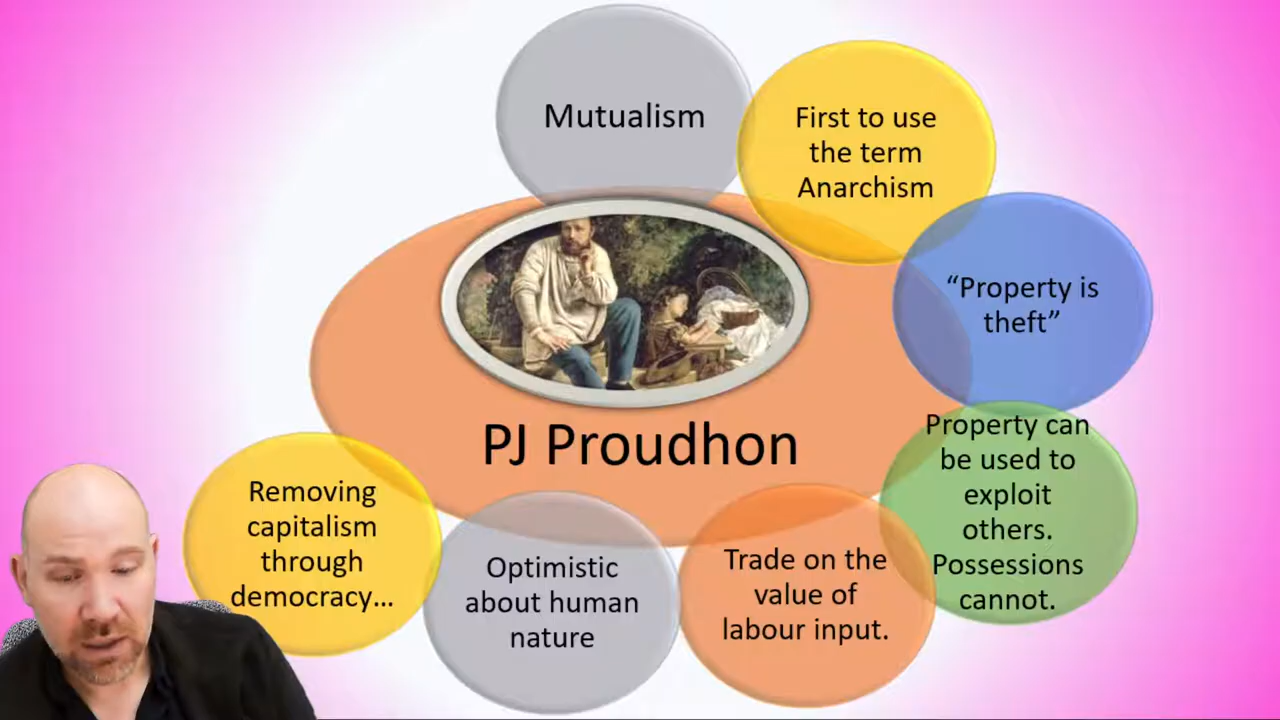 Mutualism
First to use
the term
Anarchism
“Property is
theft”
Property can
be used to
exploit
others.
Possessions
cannot.
Trade on the
value of
labour input.
Optimistic
about human
nature
Removing
capitalism
through
democracy...
PJ Proudhon